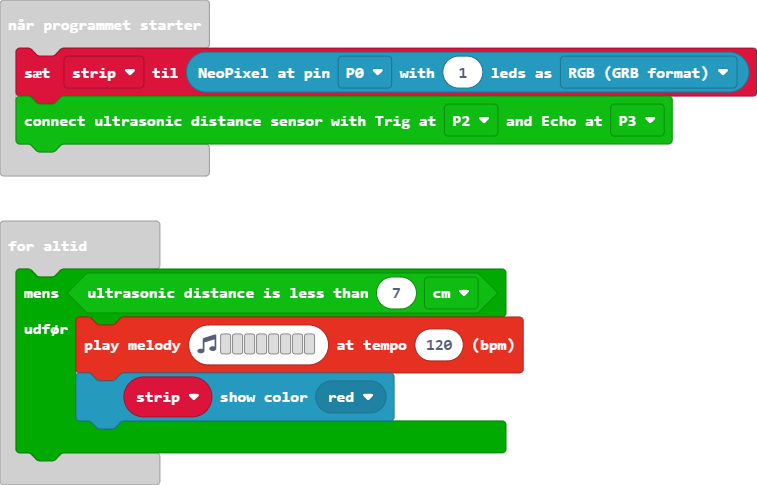 når programmet starter
sæt strip til NeoPixel at pin P0 with 1 leds as RGB (GRB format)
connect ultrasonic distance sensor with Trig at P2 and Echo at P3
for altid
mens ultrasonic distance is less than 7 cm
udfør
play melody at tempo 120 (bpm)
strip show color red